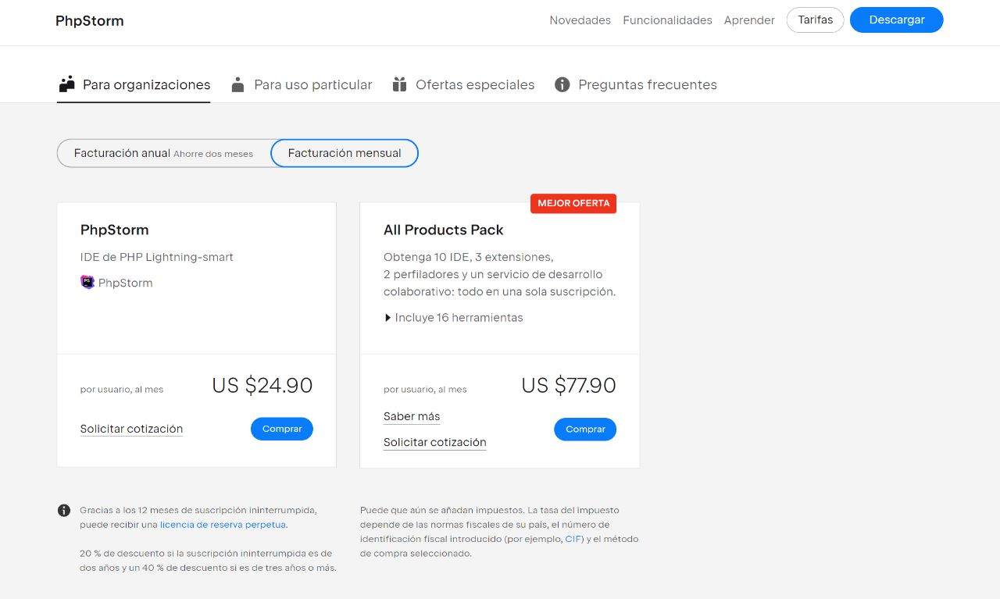 PhpStorm
Novedades
Funcionalidades
Aprender
Tarifas
Descargar
Para organizaciones
Para uso particular
Ofertas especiales
Preguntas frecuentes
Facturación anual Ahorre dos meses
Facturación mensual
PhpStorm
IDE de PHP Lightning-smart
PS
PhpStorm
por usuario, al mes
US $24.90
Solicitar cotización
Comprar
MEJOR OFERTA
All Products Pack
Obtenga 10 IDE, 3 extensiones,
2 perfiladores y un servicio de desarrollo
colaborativo: todo en una sola suscripción.
Incluye 16 herramientas
por usuario, al mes
US $77.90
Saber más
Solicitar cotización
Comprar
Gracias a los 12 meses de suscripción ininterrumpida,
puede recibir una licencia de reserva perpetua.
20 % de descuento si la suscripción ininterrumpida es de
dos años y un 40 % de descuento si es de tres años o más.
Puede que aún se añadan impuestos. La tasa del impuesto
depende de las normas fiscales de su país, el número de
identificación fiscal introducido (por ejemplo, CIF) y el método
de compra seleccionado.